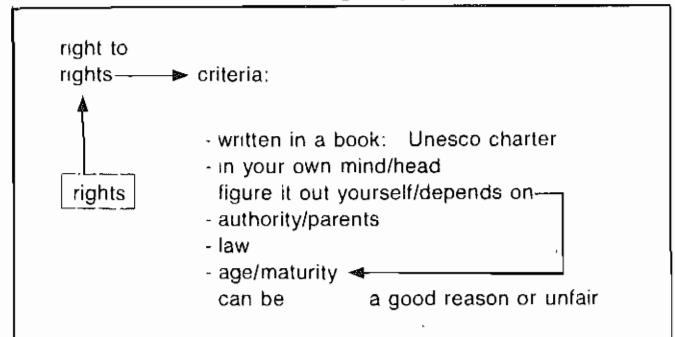 right to
rights criteria:
- written in a book: Unesco charter
- in your own mind/head
rights figure it out yourself/depends on
- authority/parents
- law
- age/maturity
can be a good reason or unfair